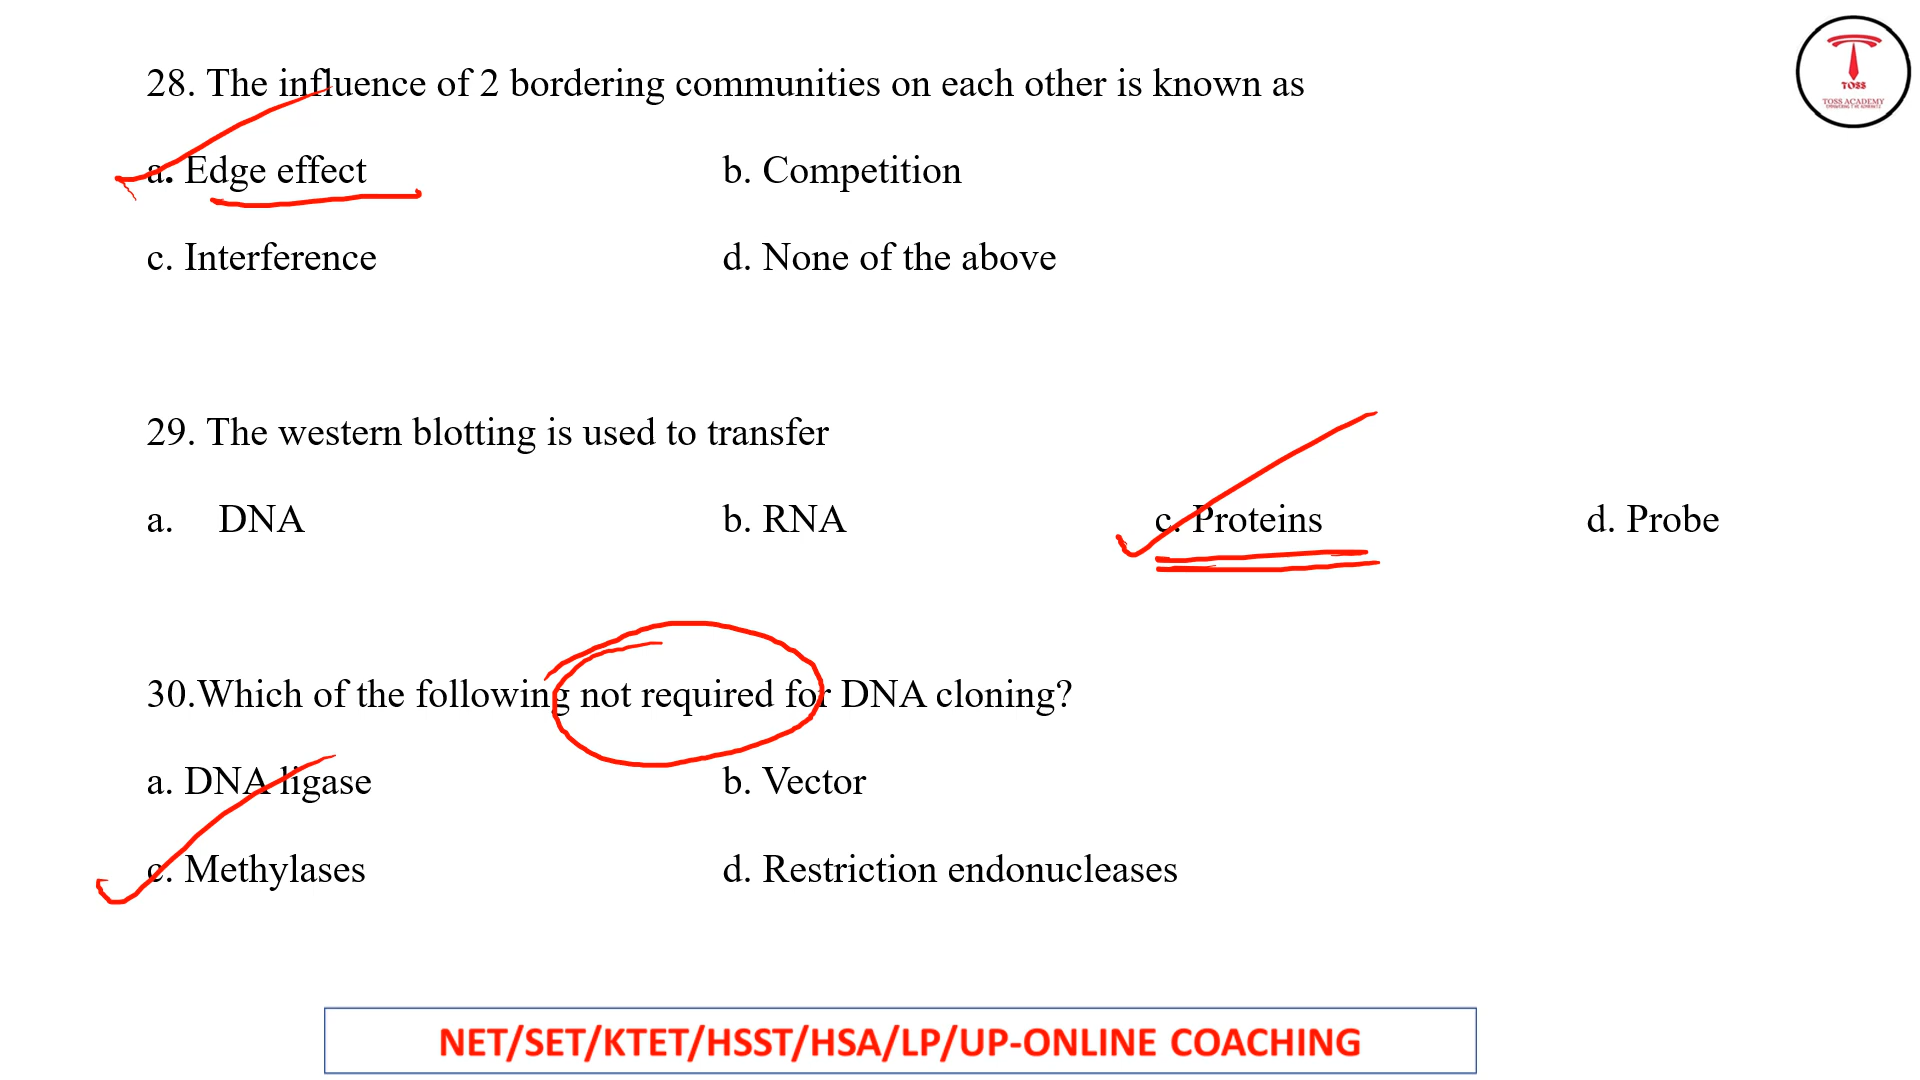 28. The influence of 2 bordering communities on each other is known as
a. Edge effect b. Competition
c. Interference d. None of the above
29. The western blotting is used to transfer
a. DNA b. RNA c. Proteins d. Probe
30.Which of the following not required for DNA cloning?
a. DNA ligase b. Vector
c. Methylases d. Restriction endonucleases
NET/SET/KTET/HSST/HSA/LP/UP-ONLINE COACHING
TOSS
TOSS ACADEMY